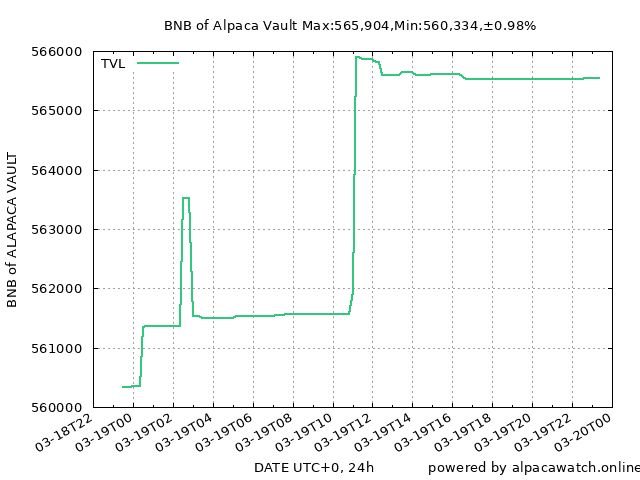 BNB of Alpaca Vault Max:565,904,Min:560,334,±0.98%
TVL
566000
565000
564000
563000
562000
561000
560000
BNB of ALAPACA VAULT
03-18T22
03-19T00
03-19T02
03-19T04
03-19T06
03-19T08
03-19T10
03-19T12
03-19T14
03-19T16
03-19T18
03-19T20
03-19T22
03-20T00
DATE UTC+0, 24h
powered by alpacawatch.online